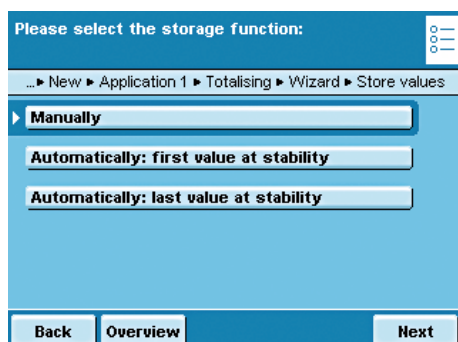 Please select the storage function:
...▸ New ▸ Application 1 ▸ Totalising ▸ Wizard ▸ Store values
Manually
Automatically: first value at stability
Automatically: last value at stability
Back Overview Next